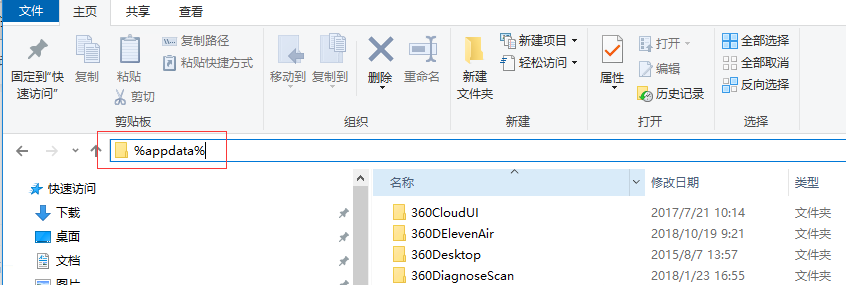 文件 主页 共享 查看
固定到“快速访问” 复制 粘贴 复制路径 粘贴快捷方式 剪切 移动到 复制到 删除 重命名 新建文件夹 新建项目 轻松访问 属性 打开 编辑 历史记录 全部选择 全部取消 反向选择
剪贴板 组织 新建 打开 选择
%appdata%
快速访问 名称 修改日期 类型
下载 360CloudUI 2017/7/21 10:14 文件夹
桌面 360DElevenAir 2018/10/19 9:21 文件夹
文档 360Desktop 2015/8/7 13:57 文件夹
图片 360DiagnoseScan 2018/1/23 16:55 文件夹